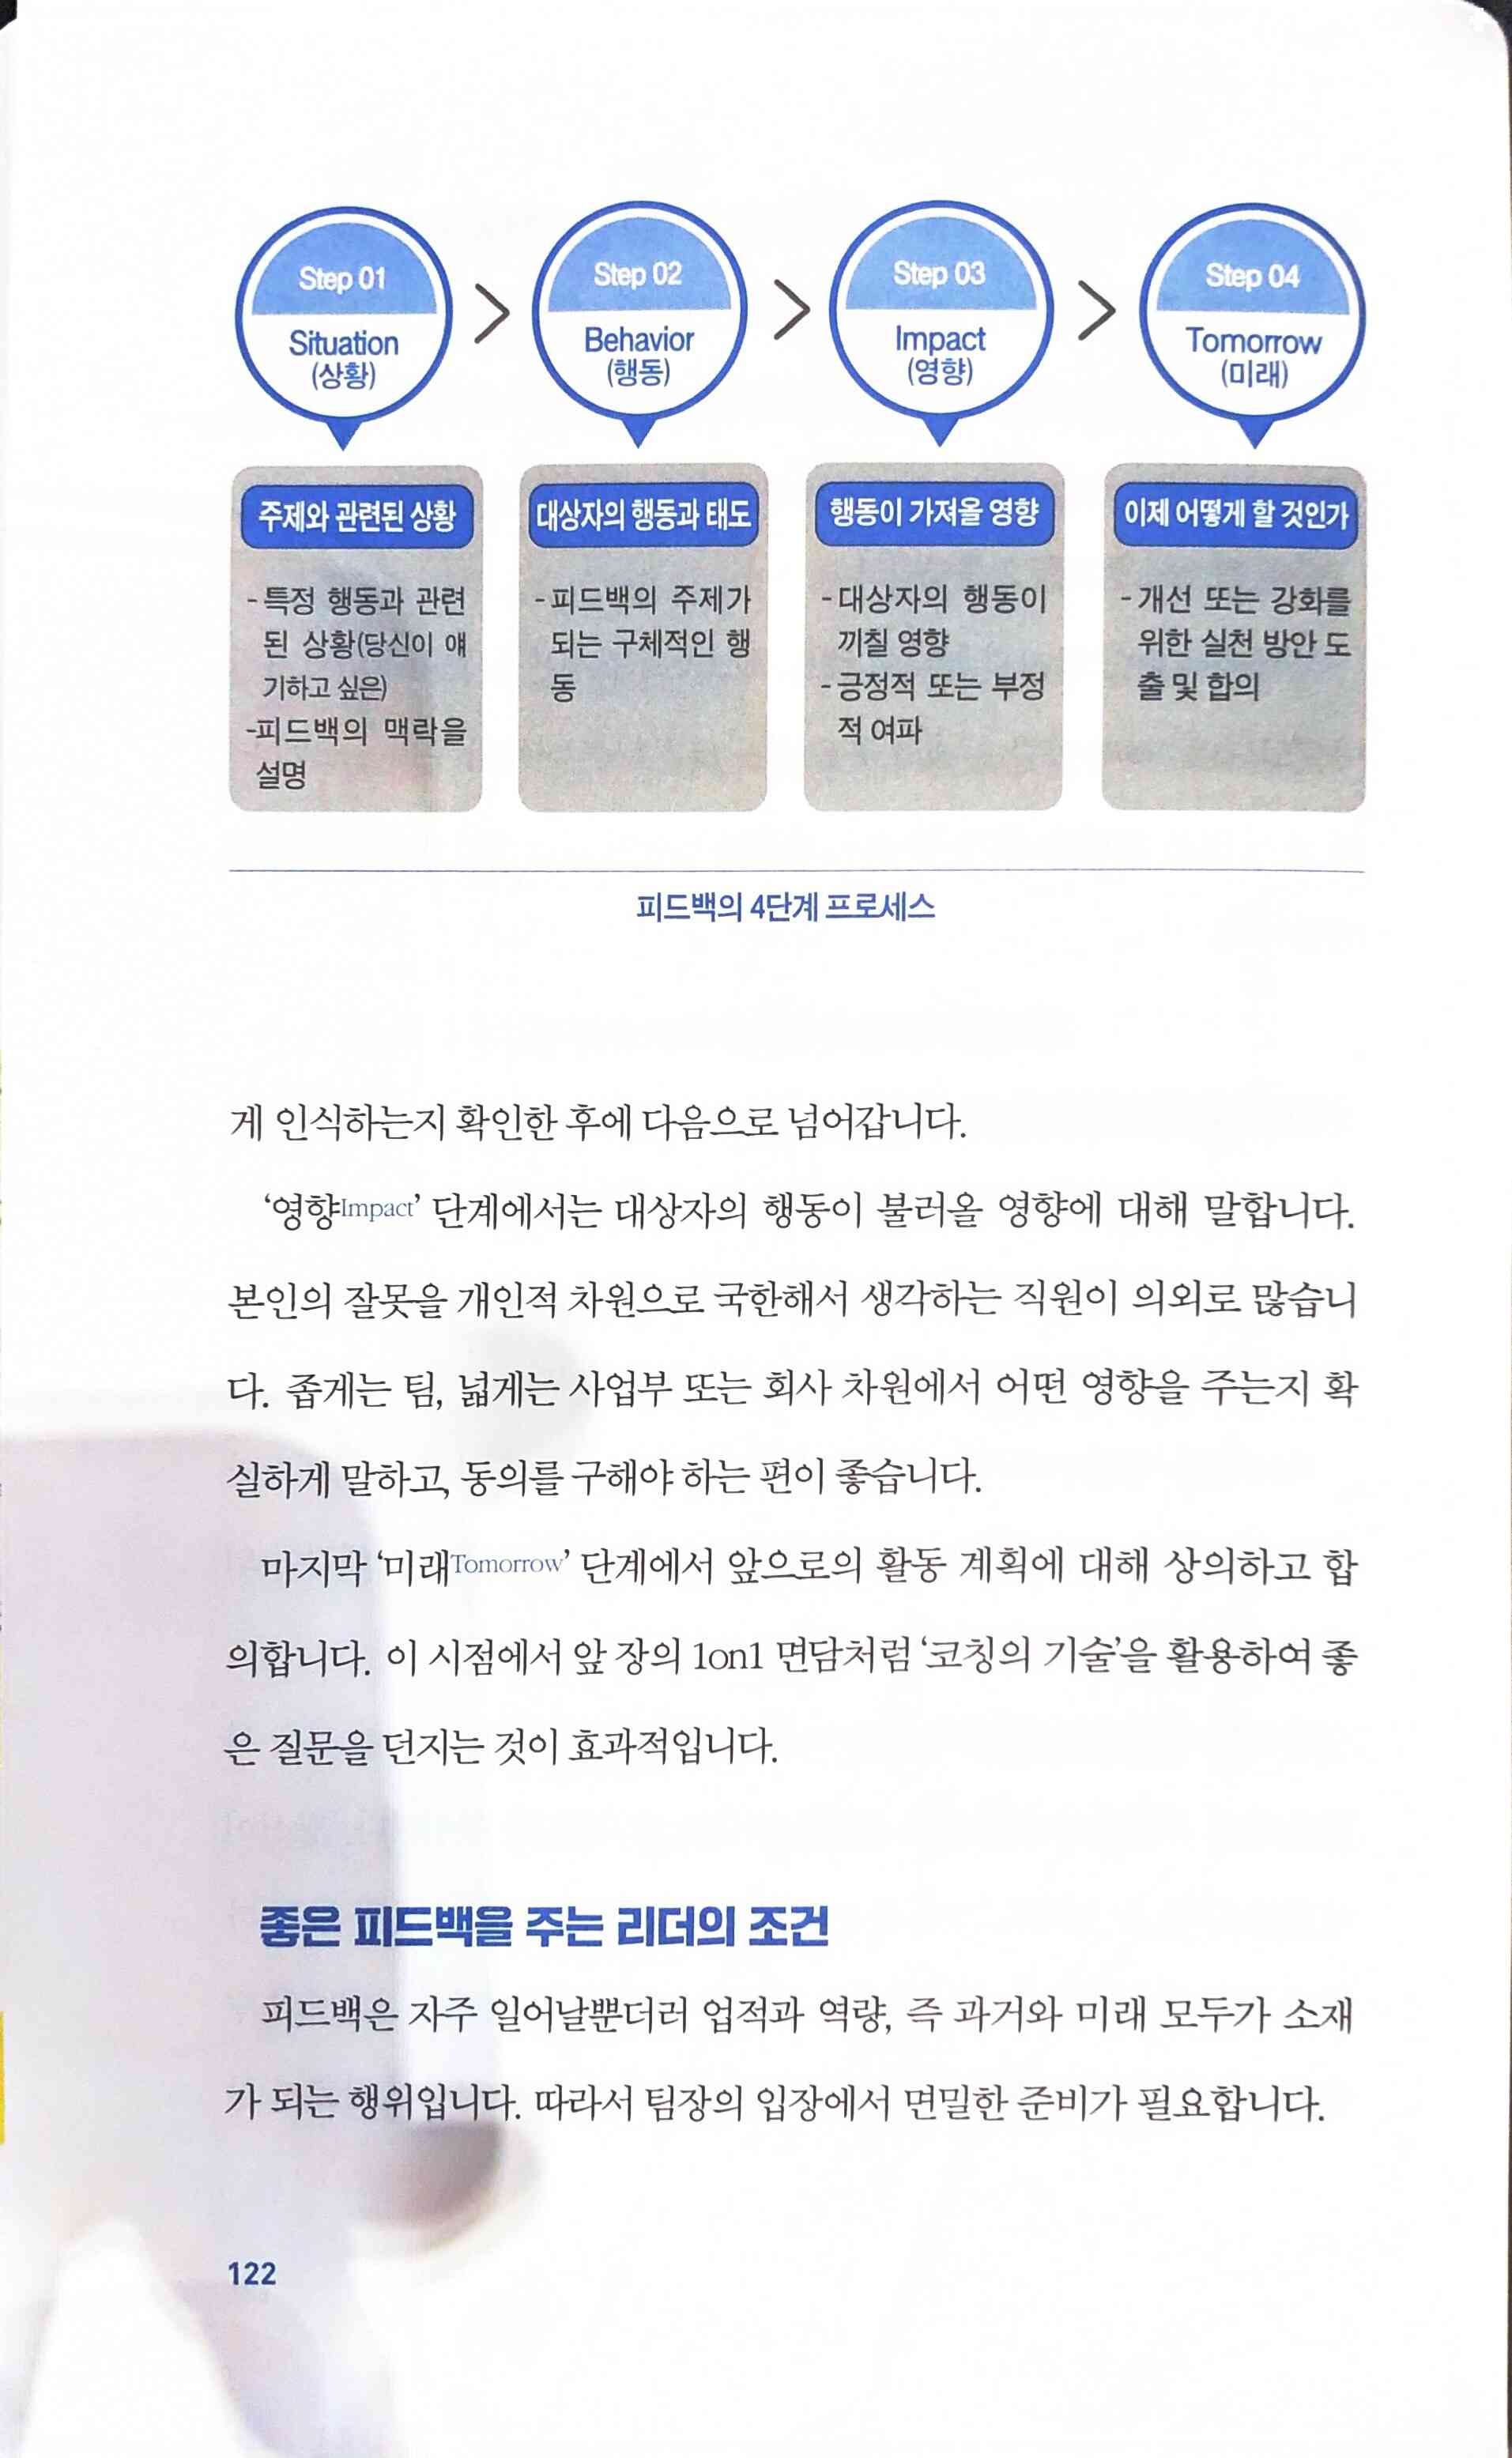 Step 01
Situation
(상황)
>
Step 02
Behavior
(행동)
>
Step 03
Impact
(영향)
>
Step 04
Tomorrow
(미래)
주제와 관련된 상황
- 특정 행동과 관련
된 상황(당신이 얘
기하고 싶은)
-피드백의 맥락을
설명
대상자의 행동과 태도
- 피드백의 주제가
되는 구체적인 행
동
행동이 가져올 영향
- 대상자의 행동이
끼칠 영향
- 긍정적 또는 부정
적 여파
이제 어떻게 할 것인가
- 개선 또는 강화를
위한 실천 방안 도
출 및 합의
피드백의 4단계 프로세스
게 인식하는지 확인한 후에 다음으로 넘어갑니다.
‘영향Impact’ 단계에서는 대상자의 행동이 불러올 영향에 대해 말합니다.
본인의 잘못을 개인적 차원으로 국한해서 생각하는 직원이 의외로 많습니
다. 좁게는 팀, 넓게는 사업부 또는 회사 차원에서 어떤 영향을 주는지 확
실하게 말하고, 동의를 구해야 하는 편이 좋습니다.
마지막 ‘미래Tomorrow’ 단계에서 앞으로의 활동 계획에 대해 상의하고 합
의합니다. 이 시점에서 앞 장의 1on1 면담처럼 ‘코칭의 기술’을 활용하여 좋
은 질문을 던지는 것이 효과적입니다.
좋은 피드백을 주는 리더의 조건
피드백은 자주 일어날뿐더러 업적과 역량, 즉 과거와 미래 모두가 소재
가 되는 행위입니다. 따라서 팀장의 입장에서 면밀한 준비가 필요합니다.
122